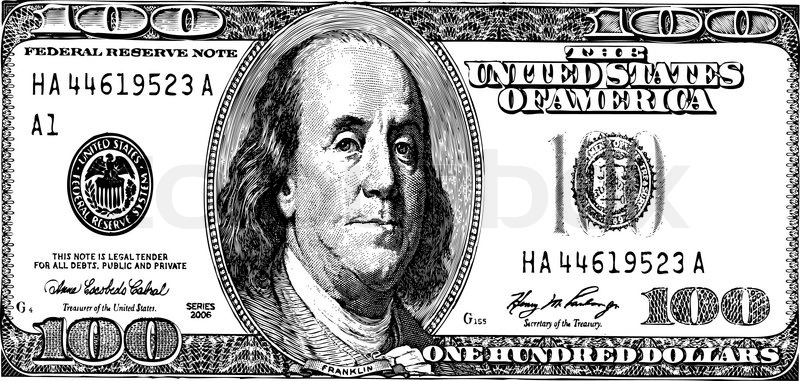 100 100
FEDERAL RESERVE NOTE
THE
UNITED STATES
OF AMERICA
HA 44619523 A
A1
UNITED STATES
FEDERAL RESERVE SYSTEM
100
THIS NOTE IS LEGAL TENDER
FOR ALL DEBTS, PUBLIC AND PRIVATE
HA 44619523 A
Anna Escobedo Cabral
Treasurer of the United States.
SERIES
2006
G4
G155
Henry M. Paulson Jr.
Secretary of the Treasury.
100
100
FRANKLIN
ONE HUNDRED DOLLARS